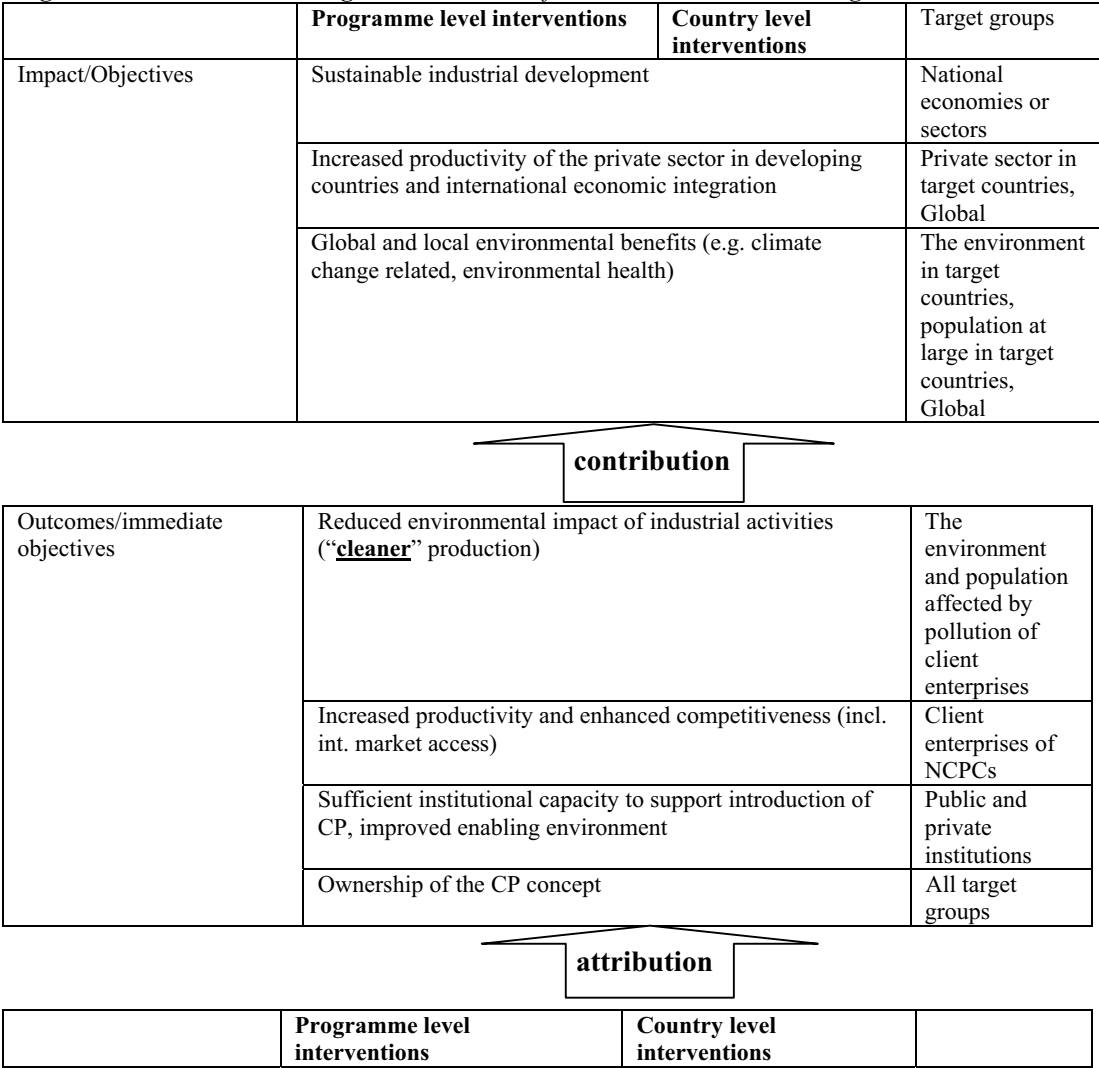 Programme level interventions
Country level
interventions
Target groups
Impact/Objectives
Sustainable industrial development
National
economies or
sectors
Increased productivity of the private sector in developing
countries and international economic integration
Private sector in
target countries,
Global
Global and local environmental benefits (e.g. climate
change related, environmental health)
The environment
in target
countries,
population at
large in target
countries,
Global
contribution
Outcomes/immediate
objectives
Reduced environmental impact of industrial activities
(“cleaner” production)
The
environment
and population
affected by
pollution of
client
enterprises
Increased productivity and enhanced competitiveness (incl.
int. market access)
Client
enterprises of
NCPCs
Sufficient institutional capacity to support introduction of
CP, improved enabling environment
Public and
private
institutions
Ownership of the CP concept
All target
groups
attribution
Programme level
interventions
Country level
interventions